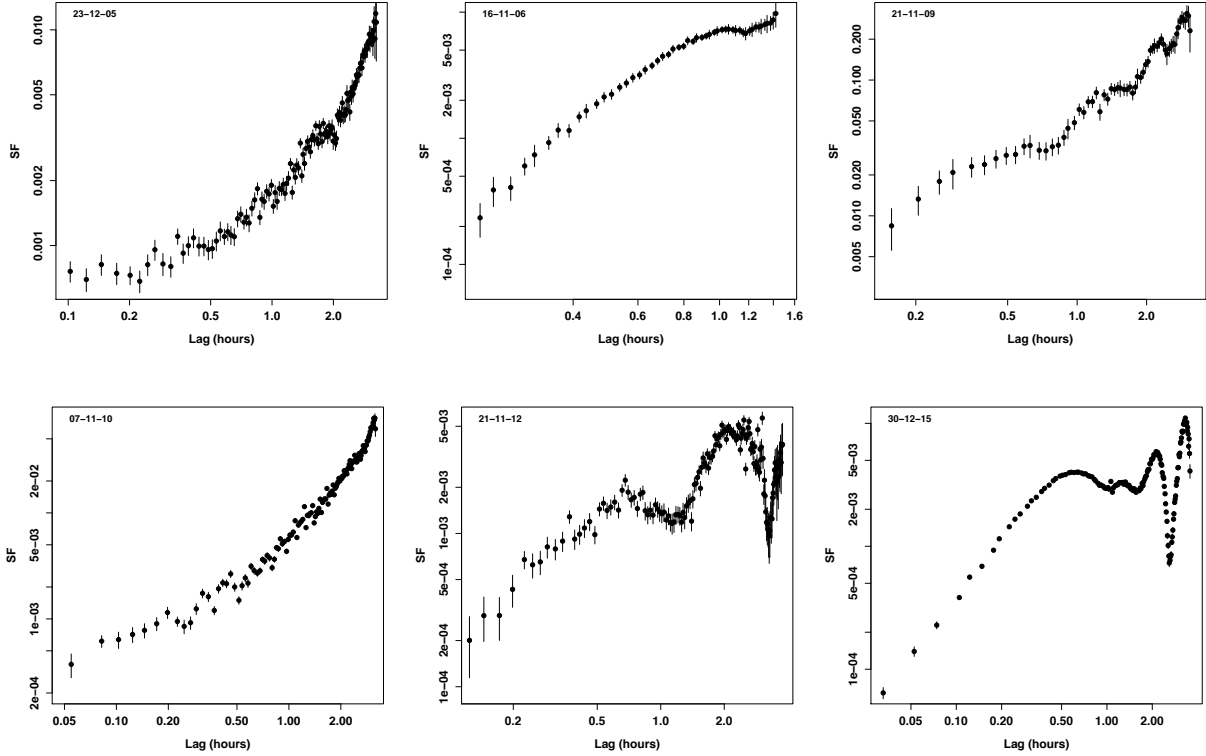 23−12−05
SF
0.010
0.005
0.002
0.001
0.1 0.2 0.5 1.0 2.0
Lag (hours)
16−11−06
SF
5e−03
2e−03
5e−04
1e−04
0.4 0.6 0.8 1.0 1.2 1.4 1.6
Lag (hours)
21−11−09
SF
0.200
0.100
0.050
0.020
0.010
0.005
0.2 0.5 1.0 2.0
Lag (hours)
07−11−10
SF
2e−02
5e−03
1e−03
2e−04
0.05 0.10 0.20 0.50 1.00 2.00
Lag (hours)
21−11−12
SF
5e−03
2e−03
1e−03
5e−04
2e−04
1e−04
0.2 0.5 1.0 2.0
Lag (hours)
30−12−15
SF
5e−03
2e−03
5e−04
1e−04
0.05 0.10 0.20 0.50 1.00 2.00
Lag (hours)